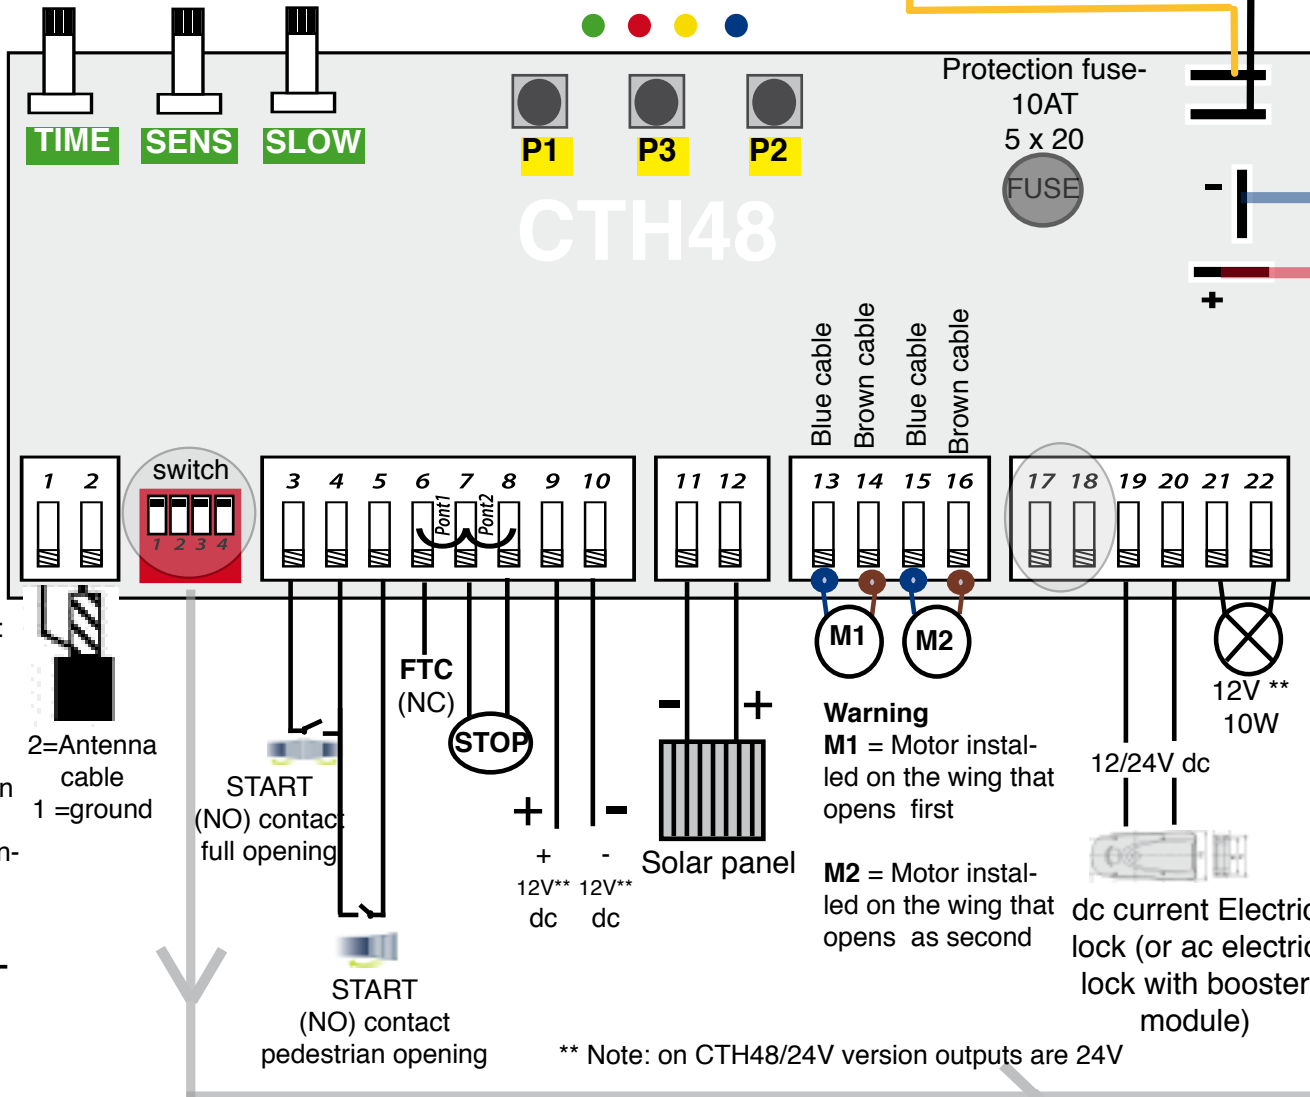 TIME SENS SLOW
P1 P3 P2
Protection fuse-
10AT
5 x 20
FUSE
-
+
CTH48
Blue cable
Brown cable
Blue cable
Brown cable
1 2
switch
1 2 3 4
3 4 5 6 7 8 9 10
Pont1 Pont2
11 12
13 14 15 16
17 18 19 20 21 22
2=Antenna
cable
1 =ground
START
(NO) contact
full opening
START
(NO) contact
pedestrian opening
FTC
(NC)
STOP
+ -
+ -
12V** 12V**
dc dc
- +
Solar panel
M1 M2
Warning
M1 = Motor instal-
led on the wing that
opens first
M2 = Motor instal-
led on the wing that
opens as second
12/24V dc
12V **
10W
dc current Electric
lock (or ac electric
lock with booster
module)
** Note: on CTH48/24V version outputs are 24V
:
n
n-
-